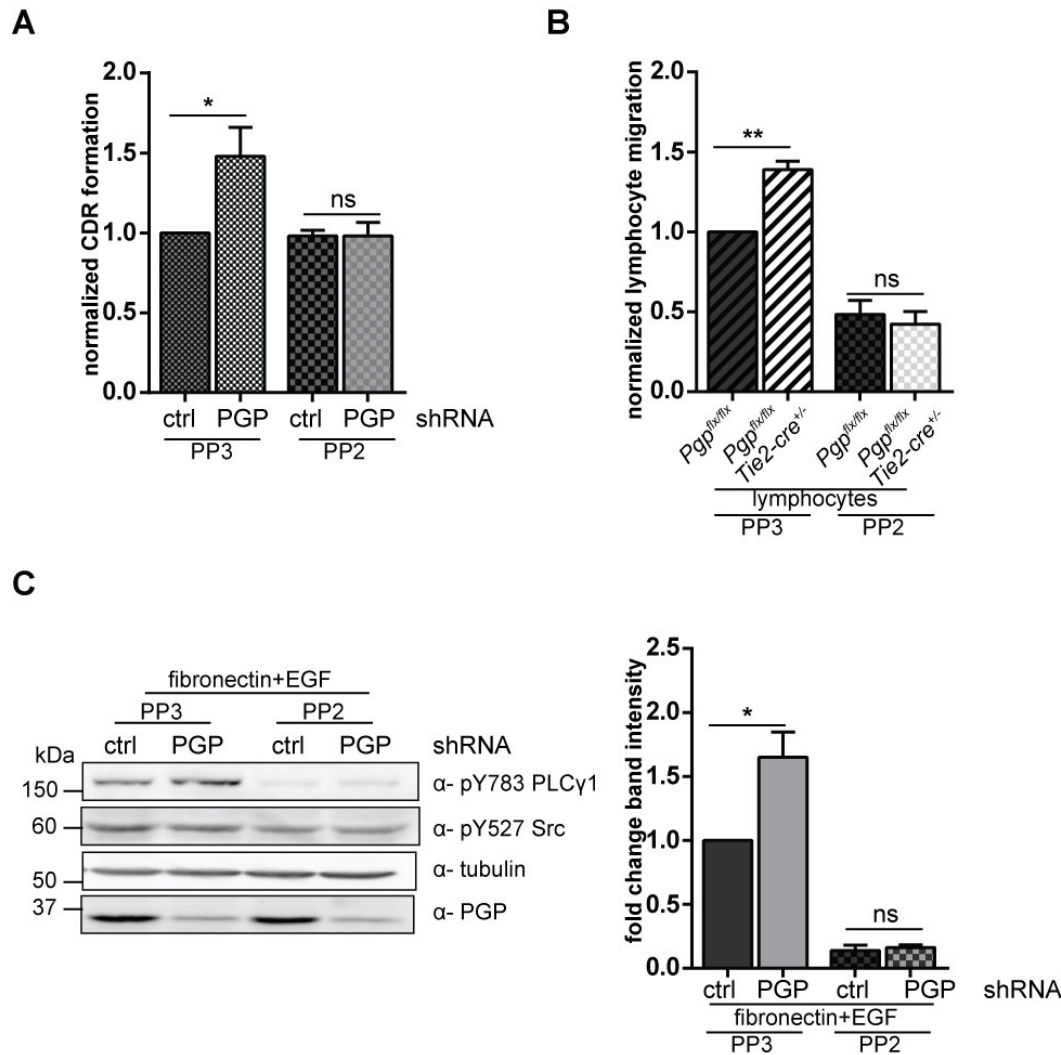 A
normalized CDR formation
2.0
1.5
1.0
0.5
0.0
*
ns
ctrl PGP ctrl PGP shRNA
PP3 PP2
B
normalized lymphocyte migration
2.0
1.5
1.0
0.5
0.0
**
ns
Pgpflx/flx
Pgpflx/flx
Tie2-cre+/-
Pgpflx/flx
Pgpflx/flx
Tie2-cre+/-
lymphocytes
PP3 PP2
C
fibronectin+EGF
PP3 PP2
kDa ctrl PGP ctrl PGP shRNA
150 α- pY783 PLCγ1
60 α- pY527 Src
50 α- tubulin
37 α- PGP
fold change band intensity
2.5
2.0
1.5
1.0
0.5
0.0
*
ns
ctrl PGP ctrl PGP shRNA
fibronectin+EGF
PP3 PP2